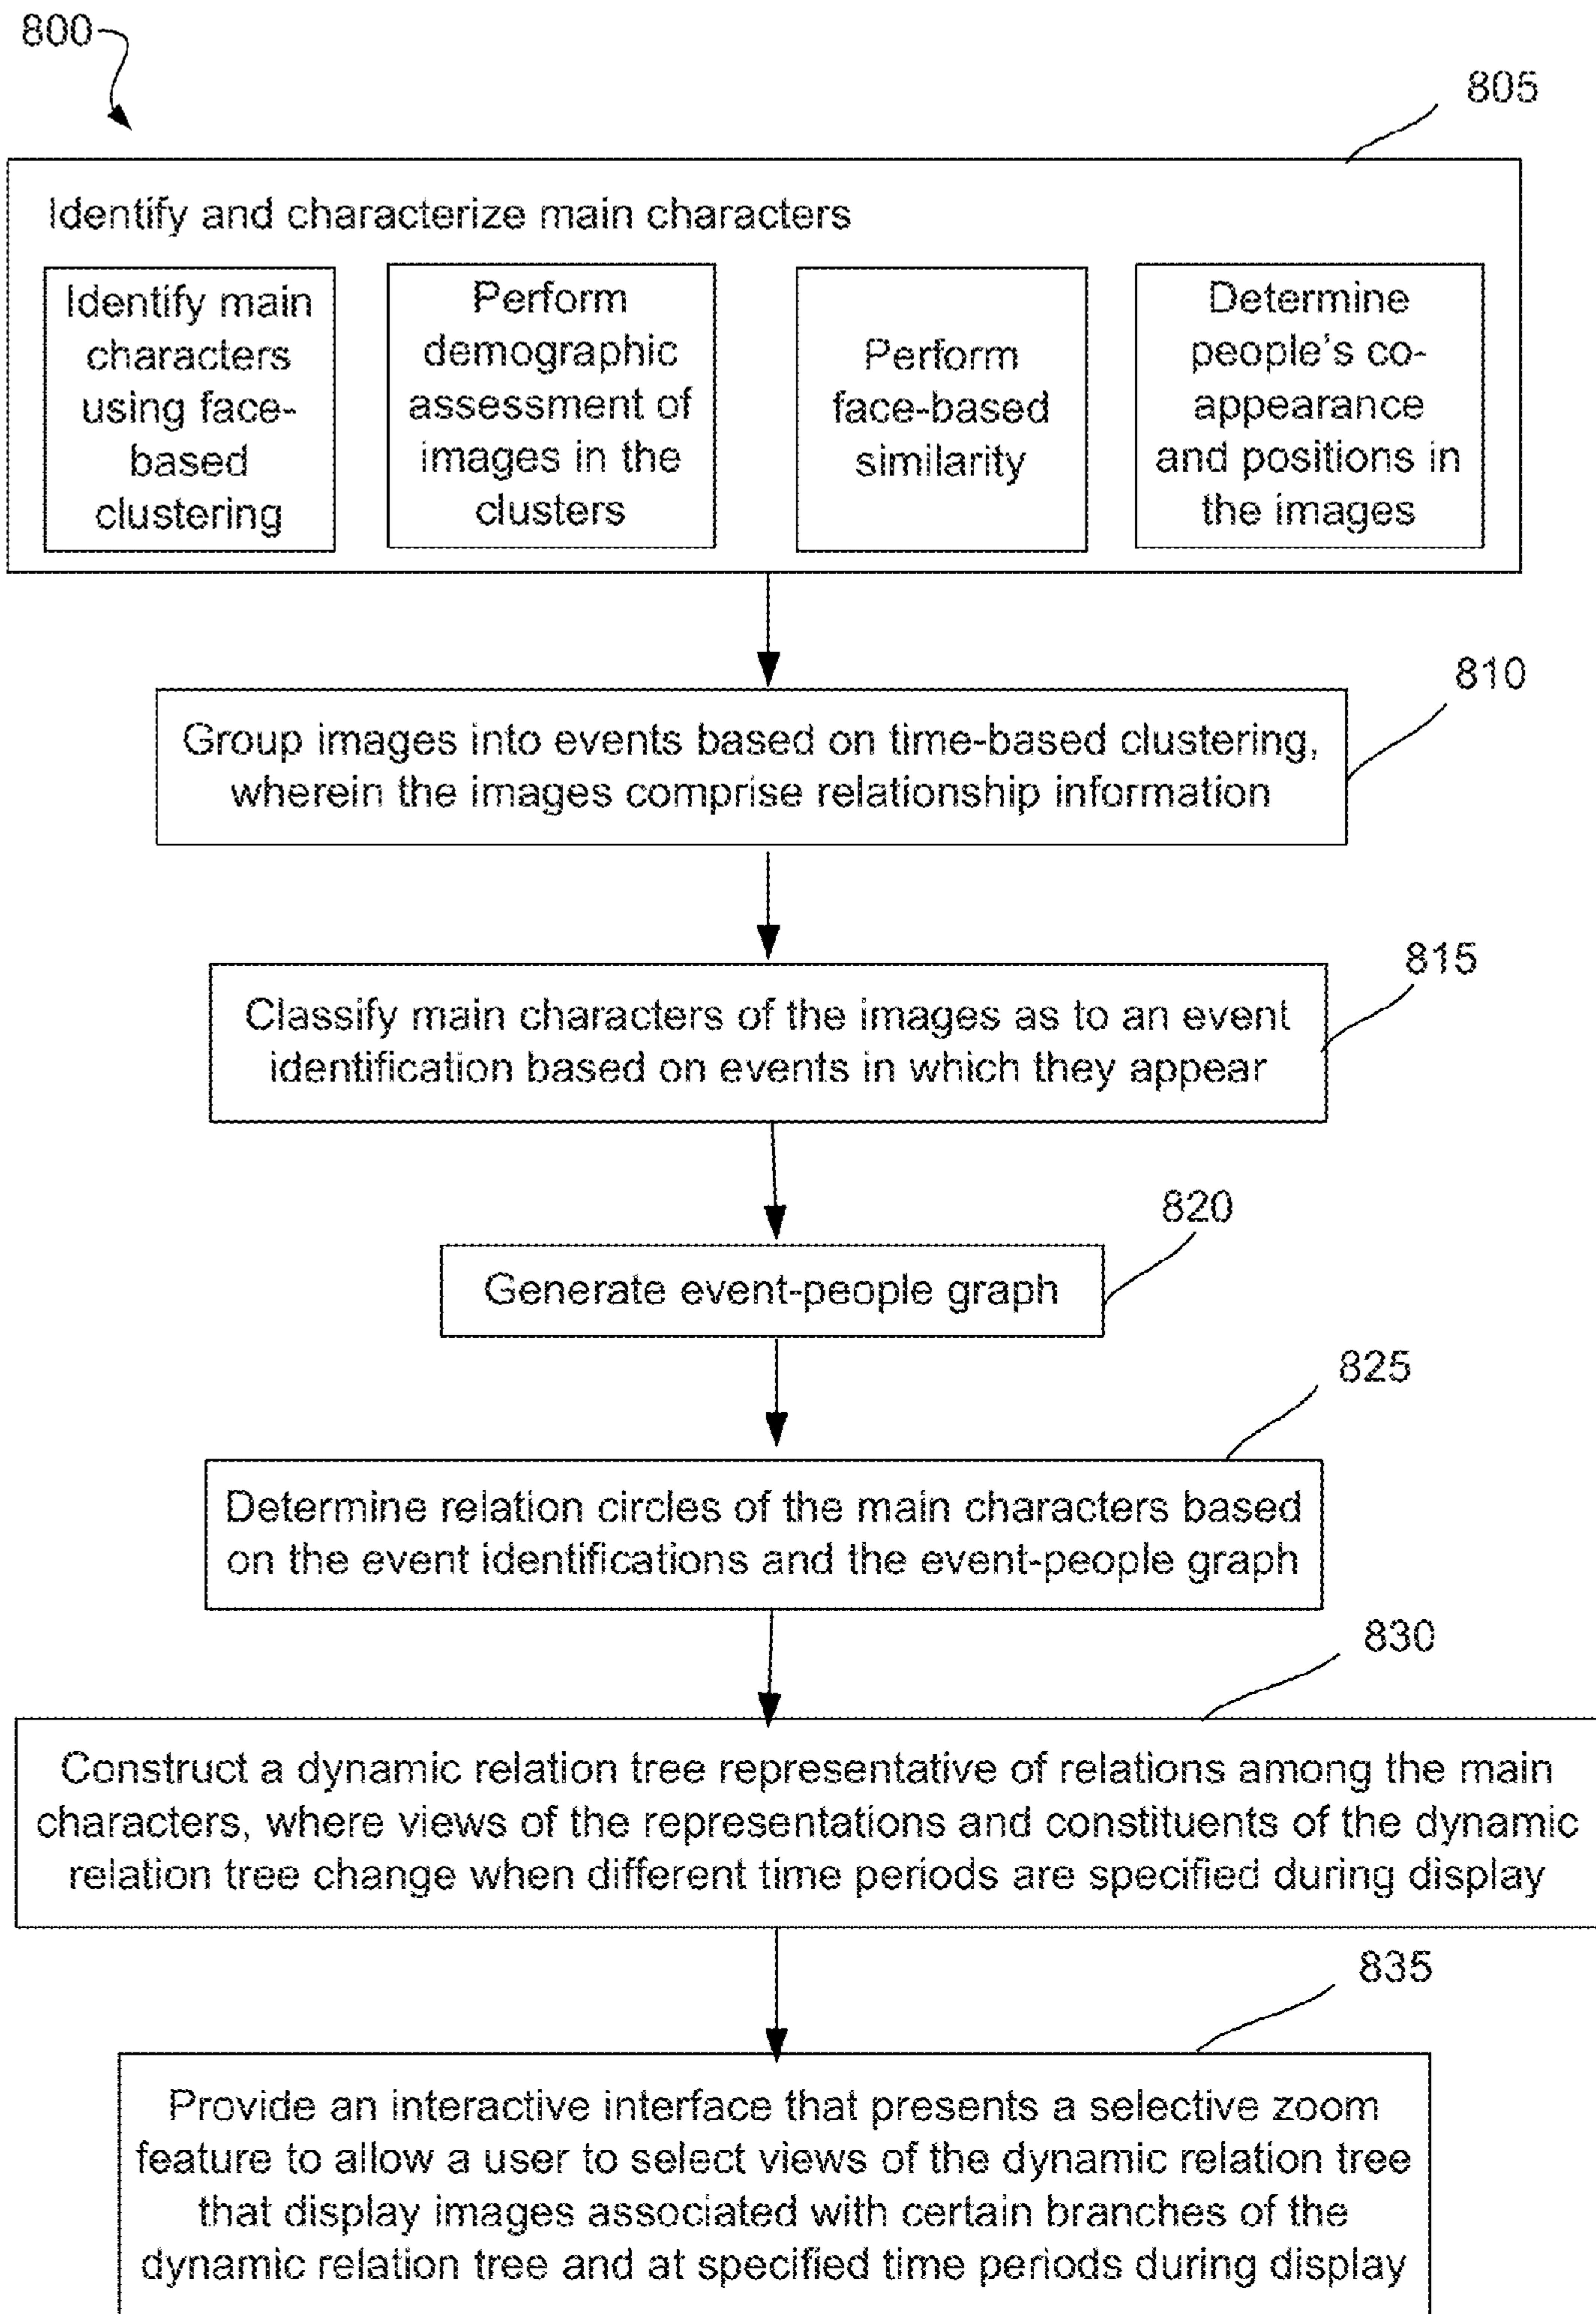 800
805
Identify and characterize main characters
Identify main
characters
using face-
based
clustering
Perform
demographic
assessment of
images in the
clusters
Perform
face-based
similarity
Determine
people's co-
appearance
and positions in
the images
810
Group images into events based on time-based clustering,
wherein the images comprise relationship information
815
Classify main characters of the images as to an event
identification based on events in which they appear
820
Generate event-people graph
825
Determine relation circles of the main characters based
on the event identifications and the event-people graph
830
Construct a dynamic relation tree representative of relations among the main
characters, where views of the representations and constituents of the dynamic
relation tree change when different time periods are specified during display
835
Provide an interactive interface that presents a selective zoom
feature to allow a user to select views of the dynamic relation tree
that display images associated with certain branches of the
dynamic relation tree and at specified time periods during display